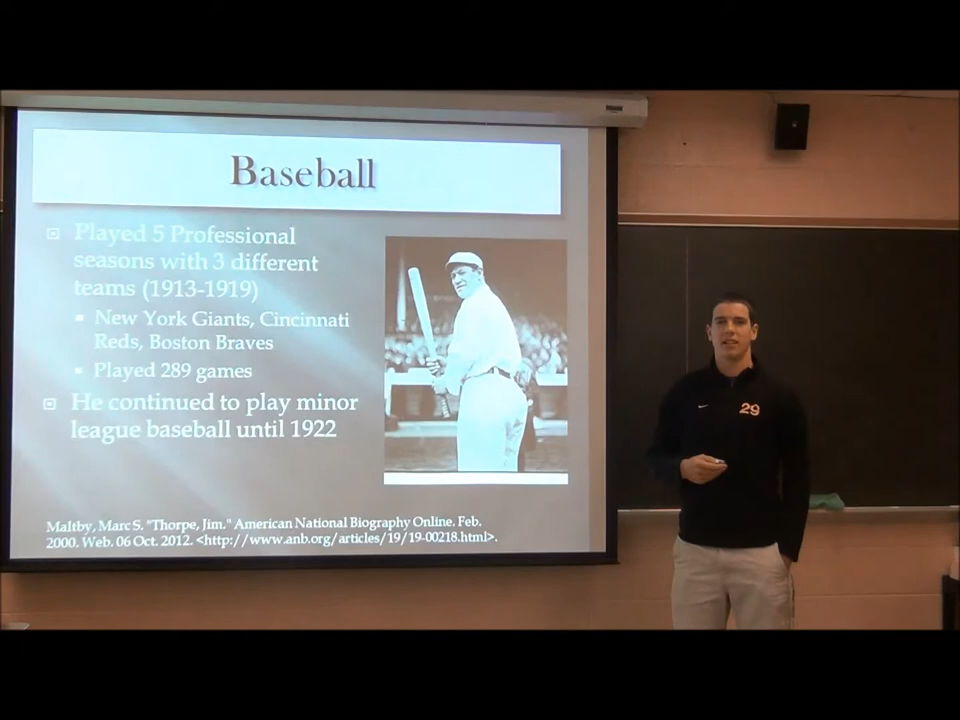 Baseball
Played 5 Professional
seasons with 3 different
teams (1913-1919)
New York Giants, Cincinnati
Reds, Boston Braves
Played 289 games
He continued to play minor
league baseball until 1922
Maltby, Marc S. "Thorpe, Jim." American National Biography Online. Feb.
2000. Web. 06 Oct. 2012. <http://www.anb.org/articles/19/19-00218.html>.
29